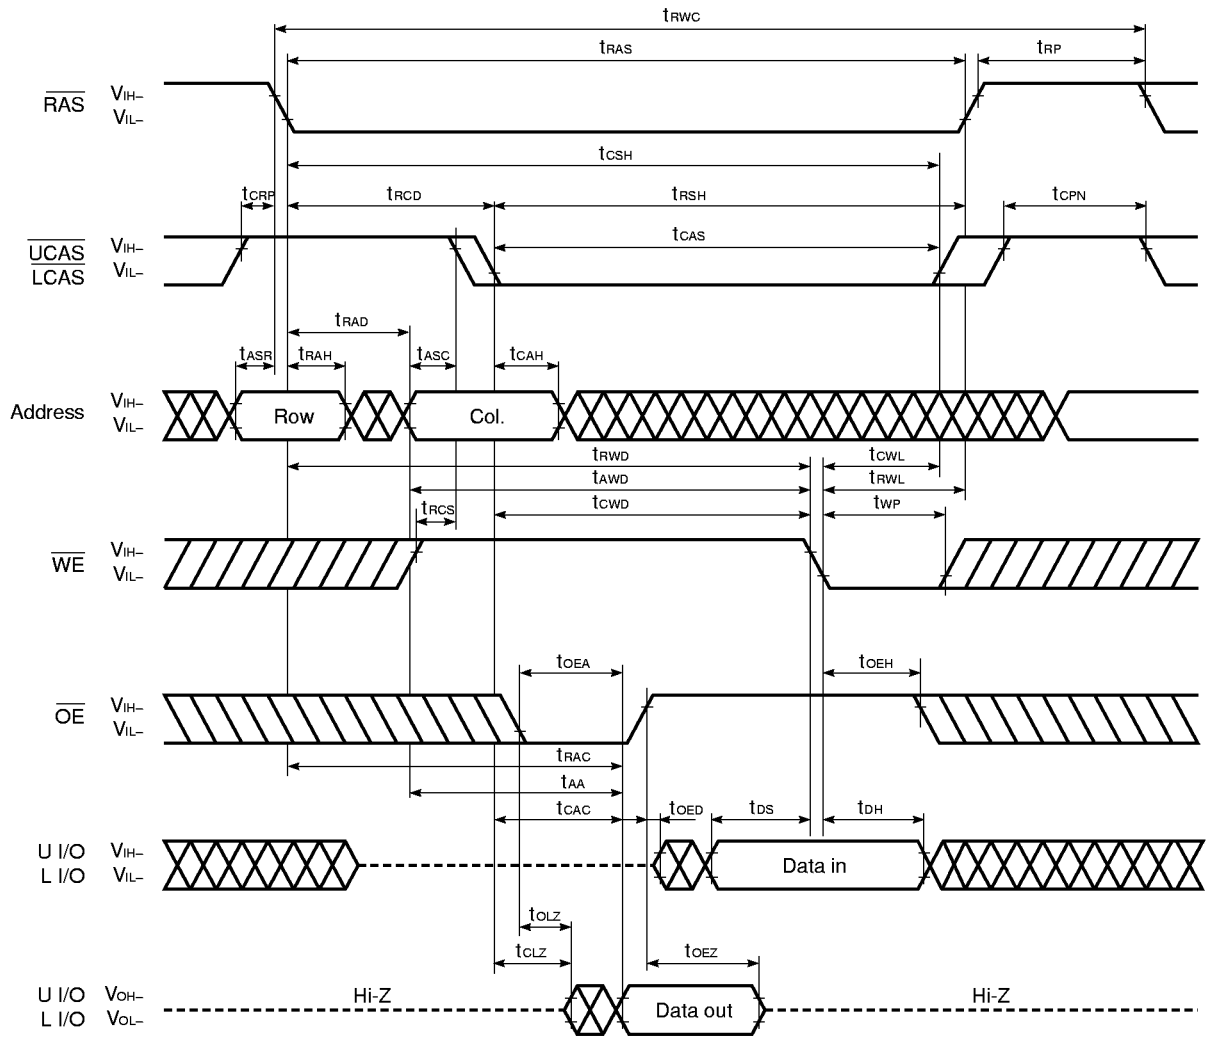 tRWC
tRAS
tRP
RAS
VIH–
VIL–
tCSH
tCRP
tRCD
tRSH
tCPN
UCAS
LCAS
VIH–
VIL–
tCAS
tRAD
tASR
tRAH
tASC
tCAH
Address
VIH–
VIL–
Row
Col.
tRWD
tCWL
tAWD
tRWL
tRCS
tCWD
tWP
WE
VIH–
VIL–
tOEA
tOEH
OE
VIH–
VIL–
tRAC
tAA
tCAC
tOED
tDS
tDH
U I/O
L I/O
VIH–
VIL–
Data in
tOLZ
tCLZ
tOEZ
U I/O
L I/O
VOH–
VOL–
Hi-Z
Data out
Hi-Z